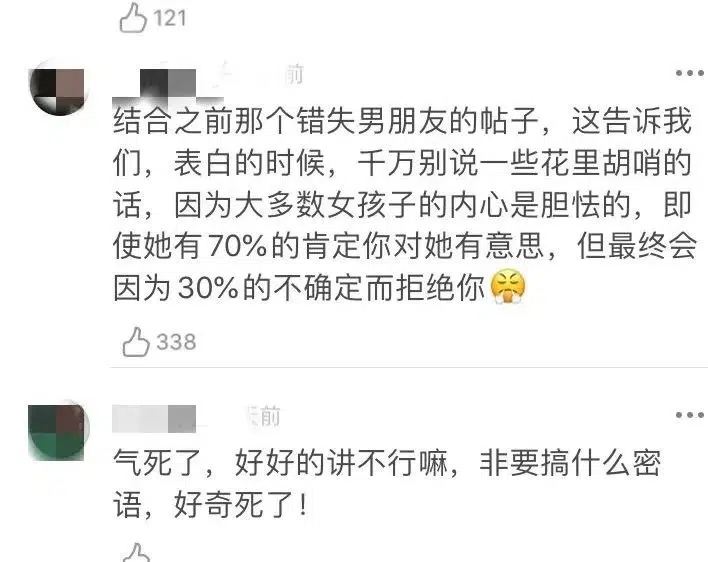 121
前
结合之前那个错失男朋友的帖子，这告诉我
们，表白的时候，千万别说一些花里胡哨的
话，因为大多数女孩子的内心是胆怯的，即
使她有70%的肯定你对她有意思，但最终会
因为30%的不确定而拒绝你
338
天前
气死了，好好的讲不行嘛，非要搞什么密
语，好奇死了！